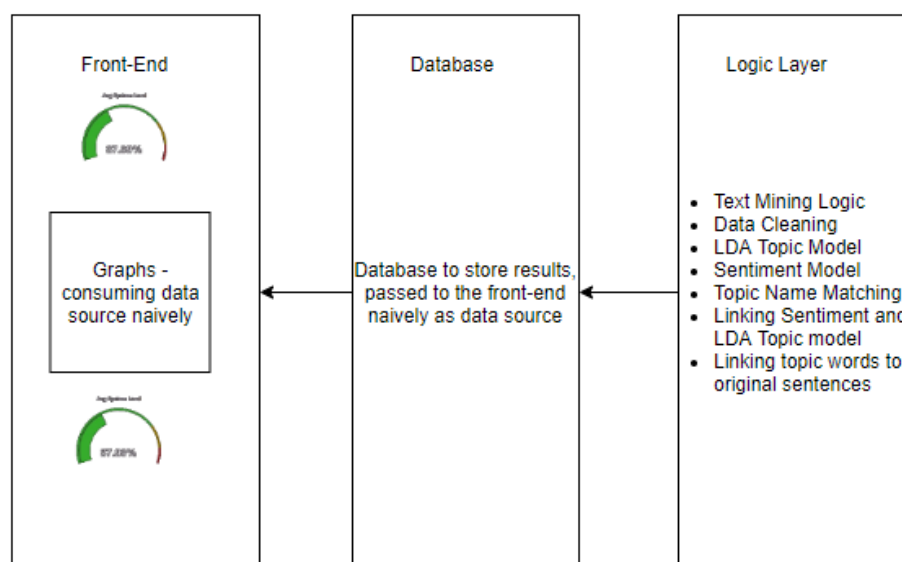 Front-End
Database
Logic Layer
Graphs -
consuming data
source naively
Database to store results,
passed to the front-end
naively as data source
Text Mining Logic
Data Cleaning
LDA Topic Model
Sentiment Model
Topic Name Matching
Linking Sentiment and
LDA Topic model
Linking topic words to
original sentences